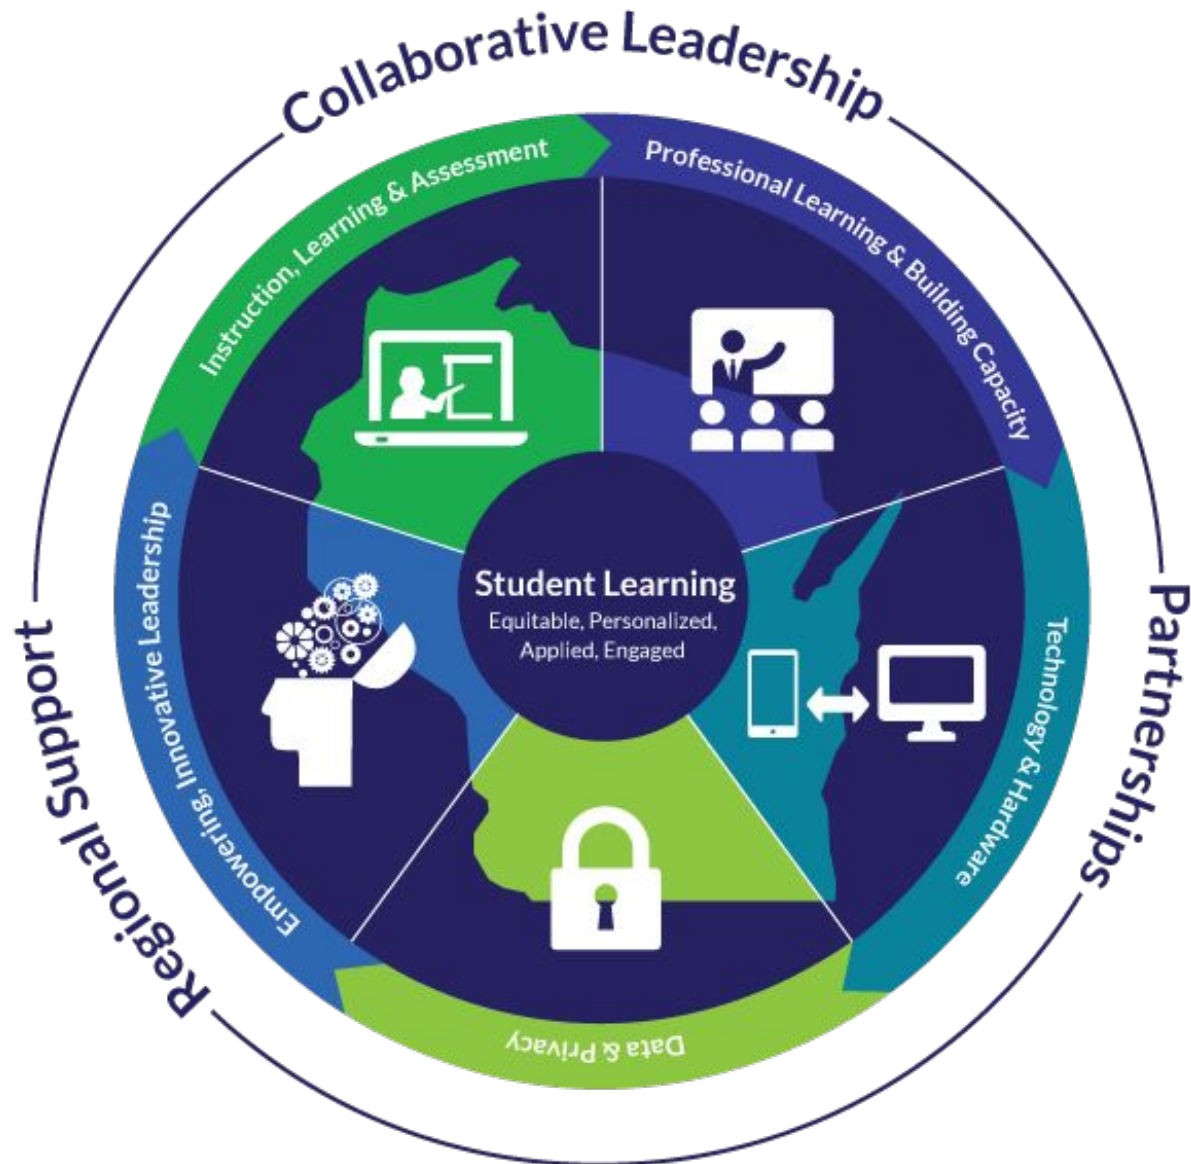 Collaborative Leadership
Instruction, Learning & Assessment
Professional Learning & Building Capacity
Technology & Hardware
Data & Privacy
Empowering, Innovative Leadership
Student Learning
Equitable, Personalized,
Applied, Engaged
Partnerships
Regional Support